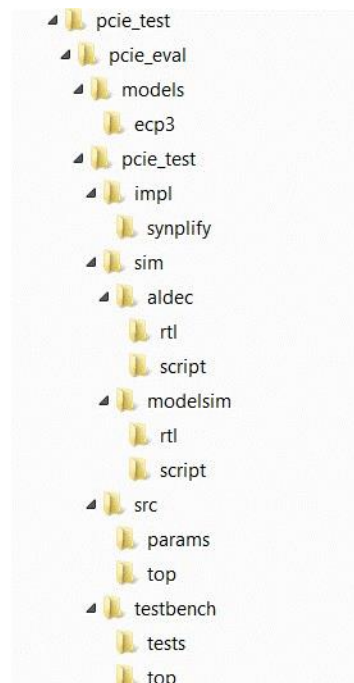 pcie_test
pcie_eval
models
ecp3
pcie_test
impl
synplify
sim
aldec
rtl
script
modelsim
rtl
script
src
params
top
testbench
tests
top